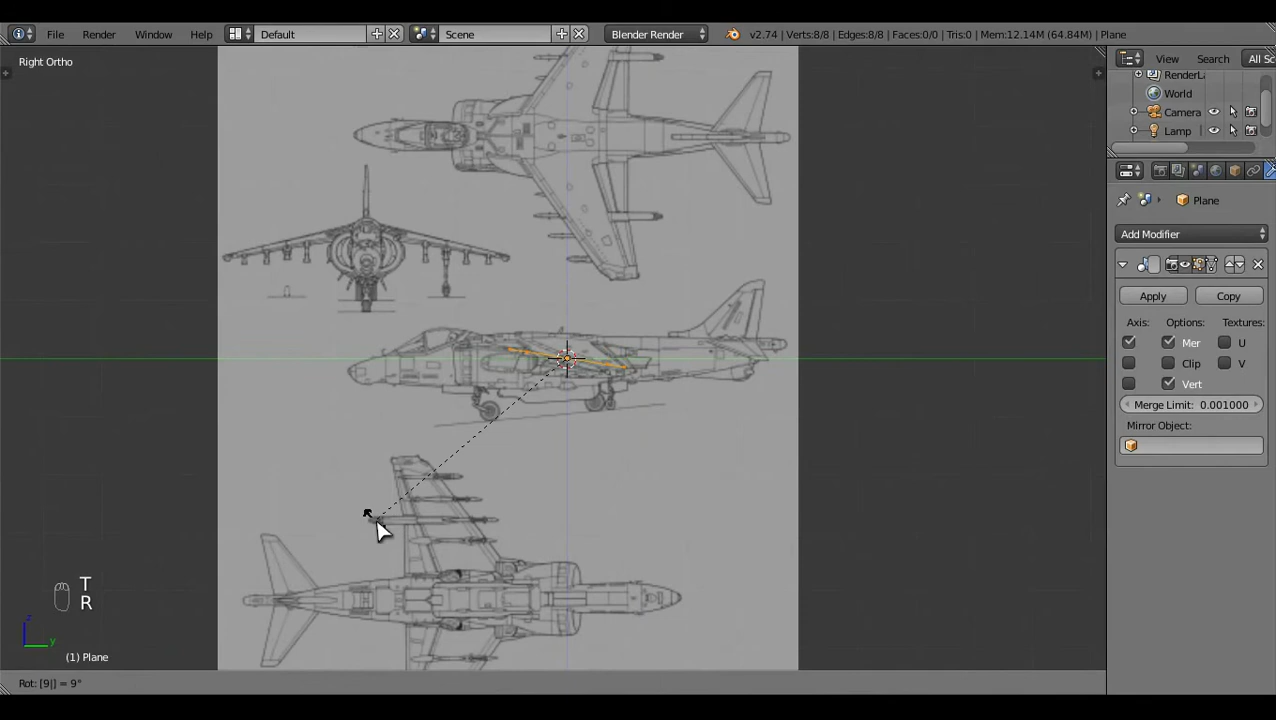 File Render Window Help Default Scene Blender Render v2.74 | Verts:8/8 | Edges:8/8 | Faces:0/0 | Tris:0 | Mem:12.14M (64.84M) | Plane
Right Ortho
View Search All Sc
RenderLa
World
Camera
Lamp
Plane
Add Modifier
Apply Copy
Axis: Options: Textures:
Mer U
Clip V
Vert
Merge Limit: 0.001000
Mirror Object:
T
R
z
y
(1) Plane
Rot: [9|] = 9°